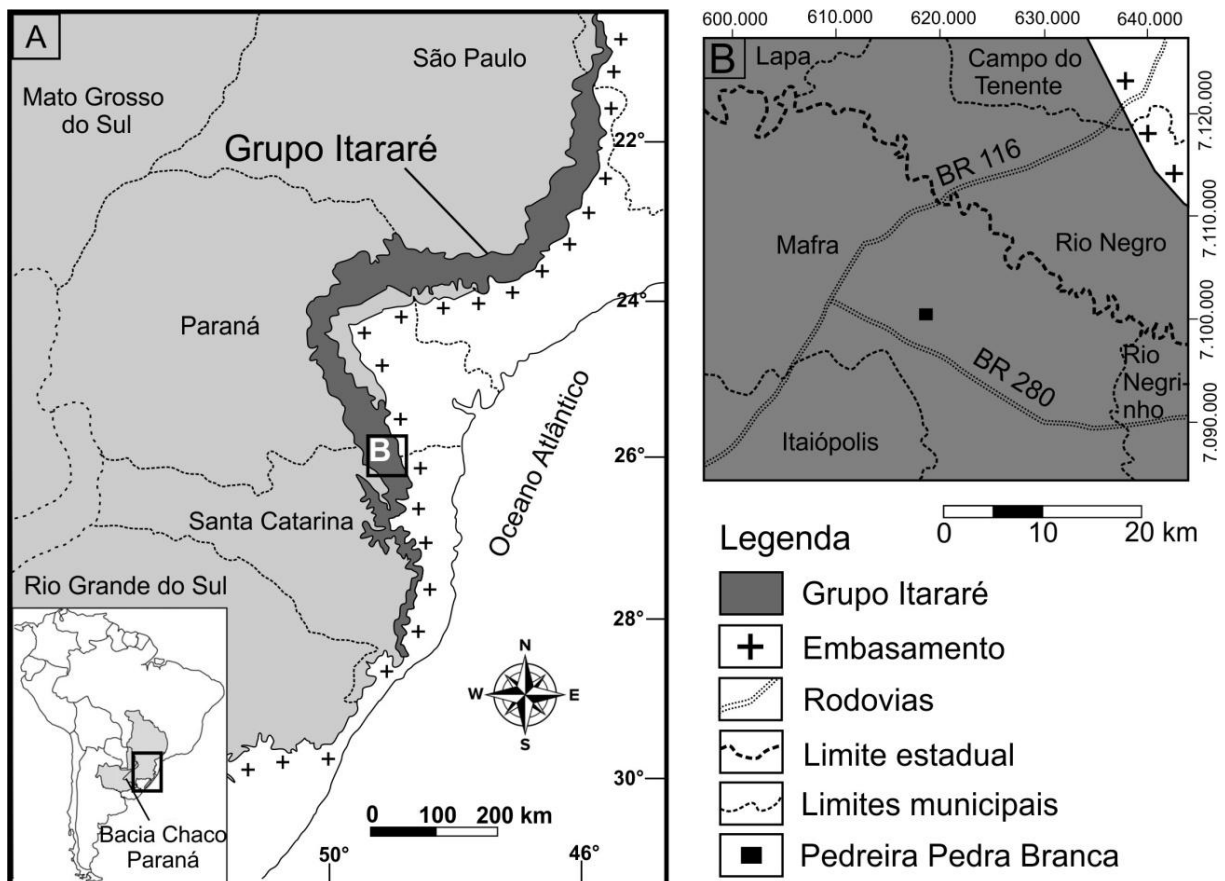 A
São Paulo
Mato Grosso
do Sul
Grupo Itararé
22°
24°
Paraná
B
26°
Santa Catarina
Oceano Atlântico
Rio Grande do Sul
28°
N
W
E
S
30°
Bacia Chaco
Paraná
0 100 200 km
50°
46°
600.000 610.000 620.000 630.000 640.000
B
Lapa
Campo do
Tenente
7.120.000
BR 116
7.110.000
Mafra
Rio Negro
7.100.000
Rio
Negri-
nho
BR 280
7.090.000
Itaiópolis
0 10 20 km
Legenda
Grupo Itararé
Embasamento
Rodovias
Limite estadual
Limites municipais
Pedreira Pedra Branca